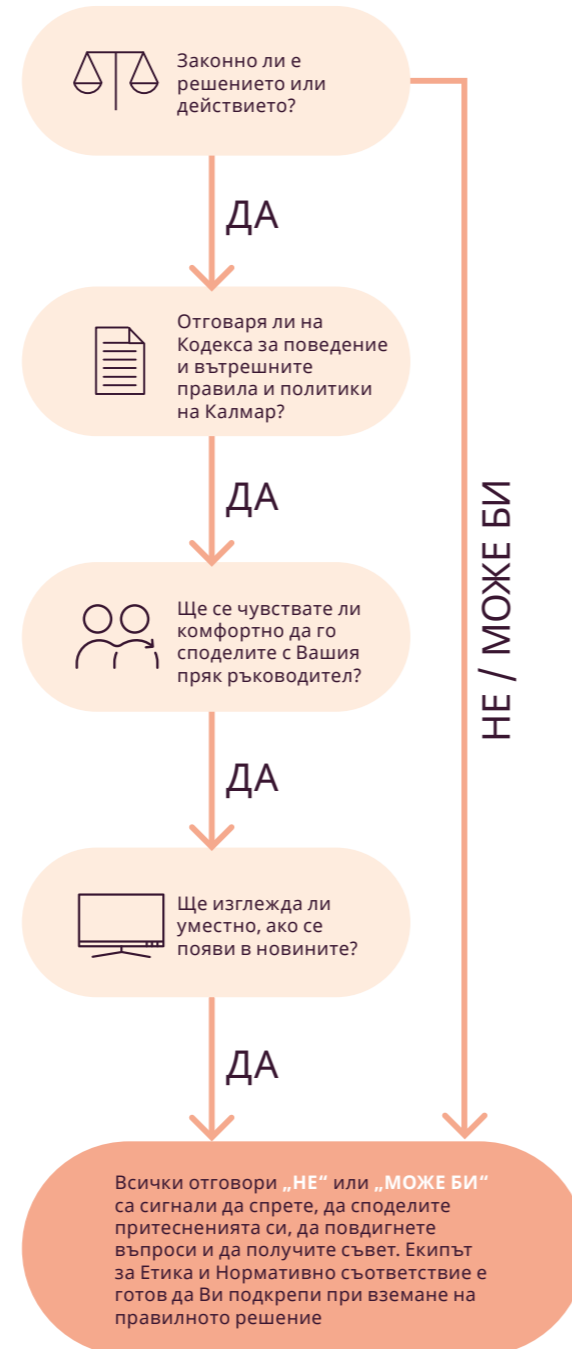 Законно ли е
решението или
действието?
ДА
Отговаря ли на
Кодекса за поведение
и вътрешните
правила и политики
на Калмар?
ДА
Ще се чувствате ли
комфортно да го
споделите с Вашия
пряк ръководител?
ДА
Ще изглежда ли
уместно, ако се
появи в новините?
ДА
НЕ / МОЖЕ БИ
Всички отговори „НЕ“ или „МОЖЕ БИ“
са сигнали да спрете, да споделите
притесненията си, да повдигнете
въпроси и да получите съвет. Екипът
за Етика и Нормативно съответствие е
готов да Ви подкрепи при вземане на
правилното решение